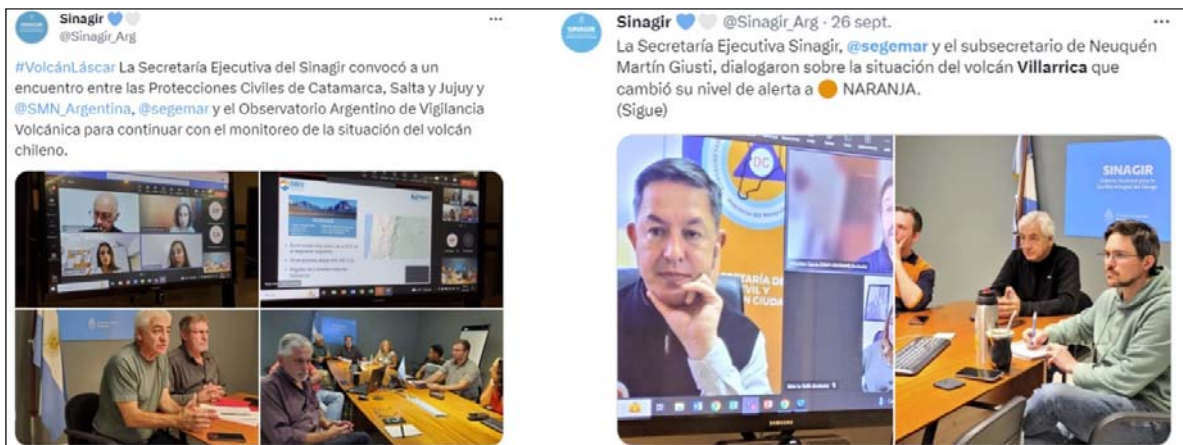 Sinagir 💙🤍
@Sinagir_Arg
#VolcánLáscar La Secretaría Ejecutiva del Sinagir convocó a un
encuentro entre las Protecciones Civiles de Catamarca, Salta y Jujuy y
@SMN_Argentina, @segemar y el Observatorio Argentino de Vigilancia
Volcánica para continuar con el monitoreo de la situación del volcán
chileno.
Sinagir 💙🤍 @Sinagir_Arg · 26 sept.
La Secretaría Ejecutiva Sinagir, @segemar y el subsecretario de Neuquén
Martín Giusti, dialogaron sobre la situación del volcán Villarrica que
cambió su nivel de alerta a 🟠 NARANJA.
(Sigue)
DC
SINAGIR
SAMSUNG